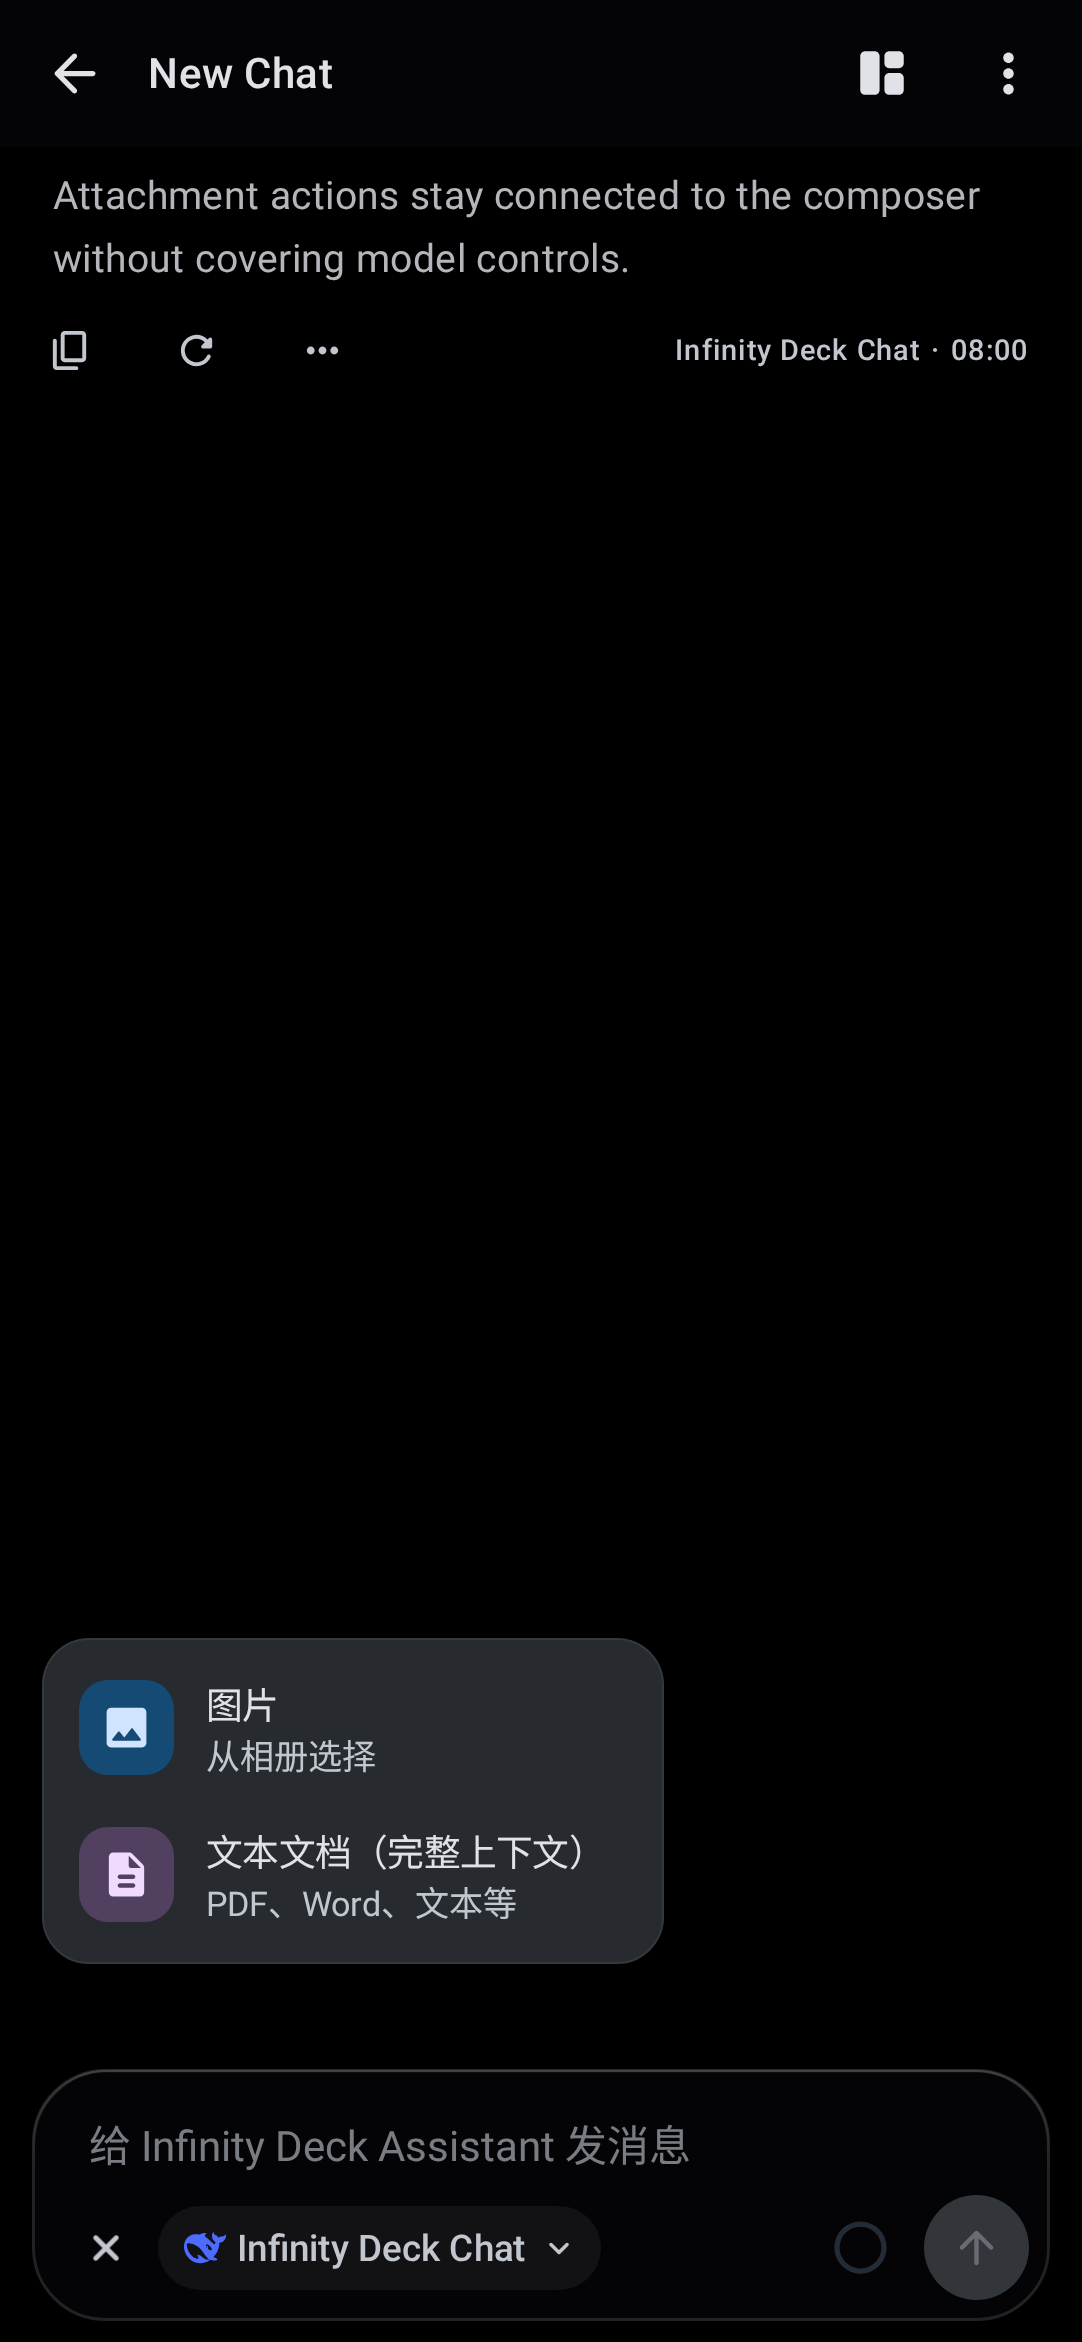 New Chat
Attachment actions stay connected to the composer
without covering model controls.
Infinity Deck Chat · 08:00
图片
从相册选择
文本文档（完整上下文）
PDF、Word、文本等
给 Infinity Deck Assistant 发消息
Infinity Deck Chat